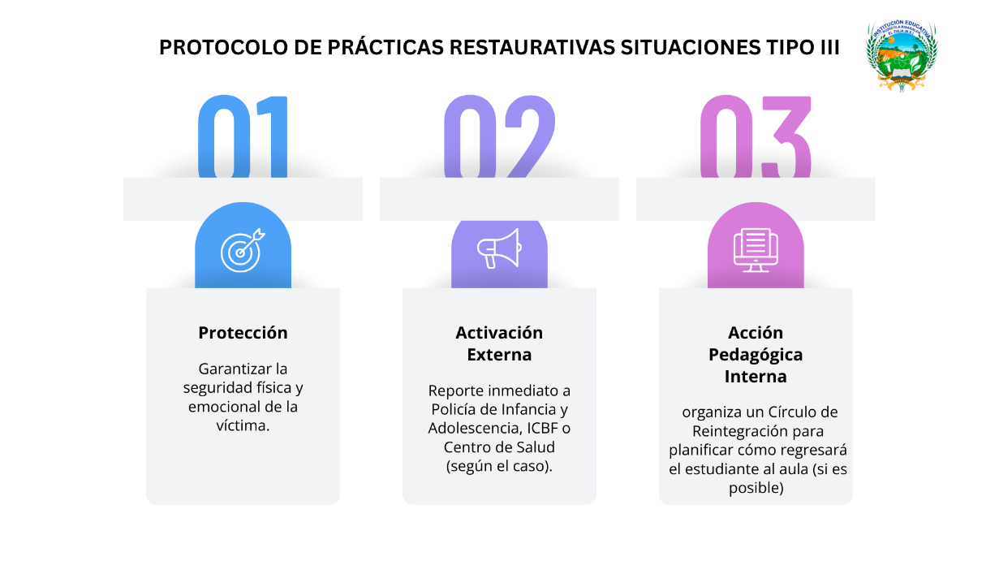 PROTOCOLO DE PRÁCTICAS RESTAURATIVAS SITUACIONES TIPO III
INSTITUCIÓN EDUCATIVA
01
02
03
Protección
Garantizar la
seguridad física y
emocional de la
víctima.
Activación
Externa
Reporte inmediato a
Policía de Infancia y
Adolescencia, ICBF o
Centro de Salud
(según el caso).
Acción
Pedagógica
Interna
organiza un Círculo de
Reintegración para
planificar cómo regresará
el estudiante al aula (si es
posible)